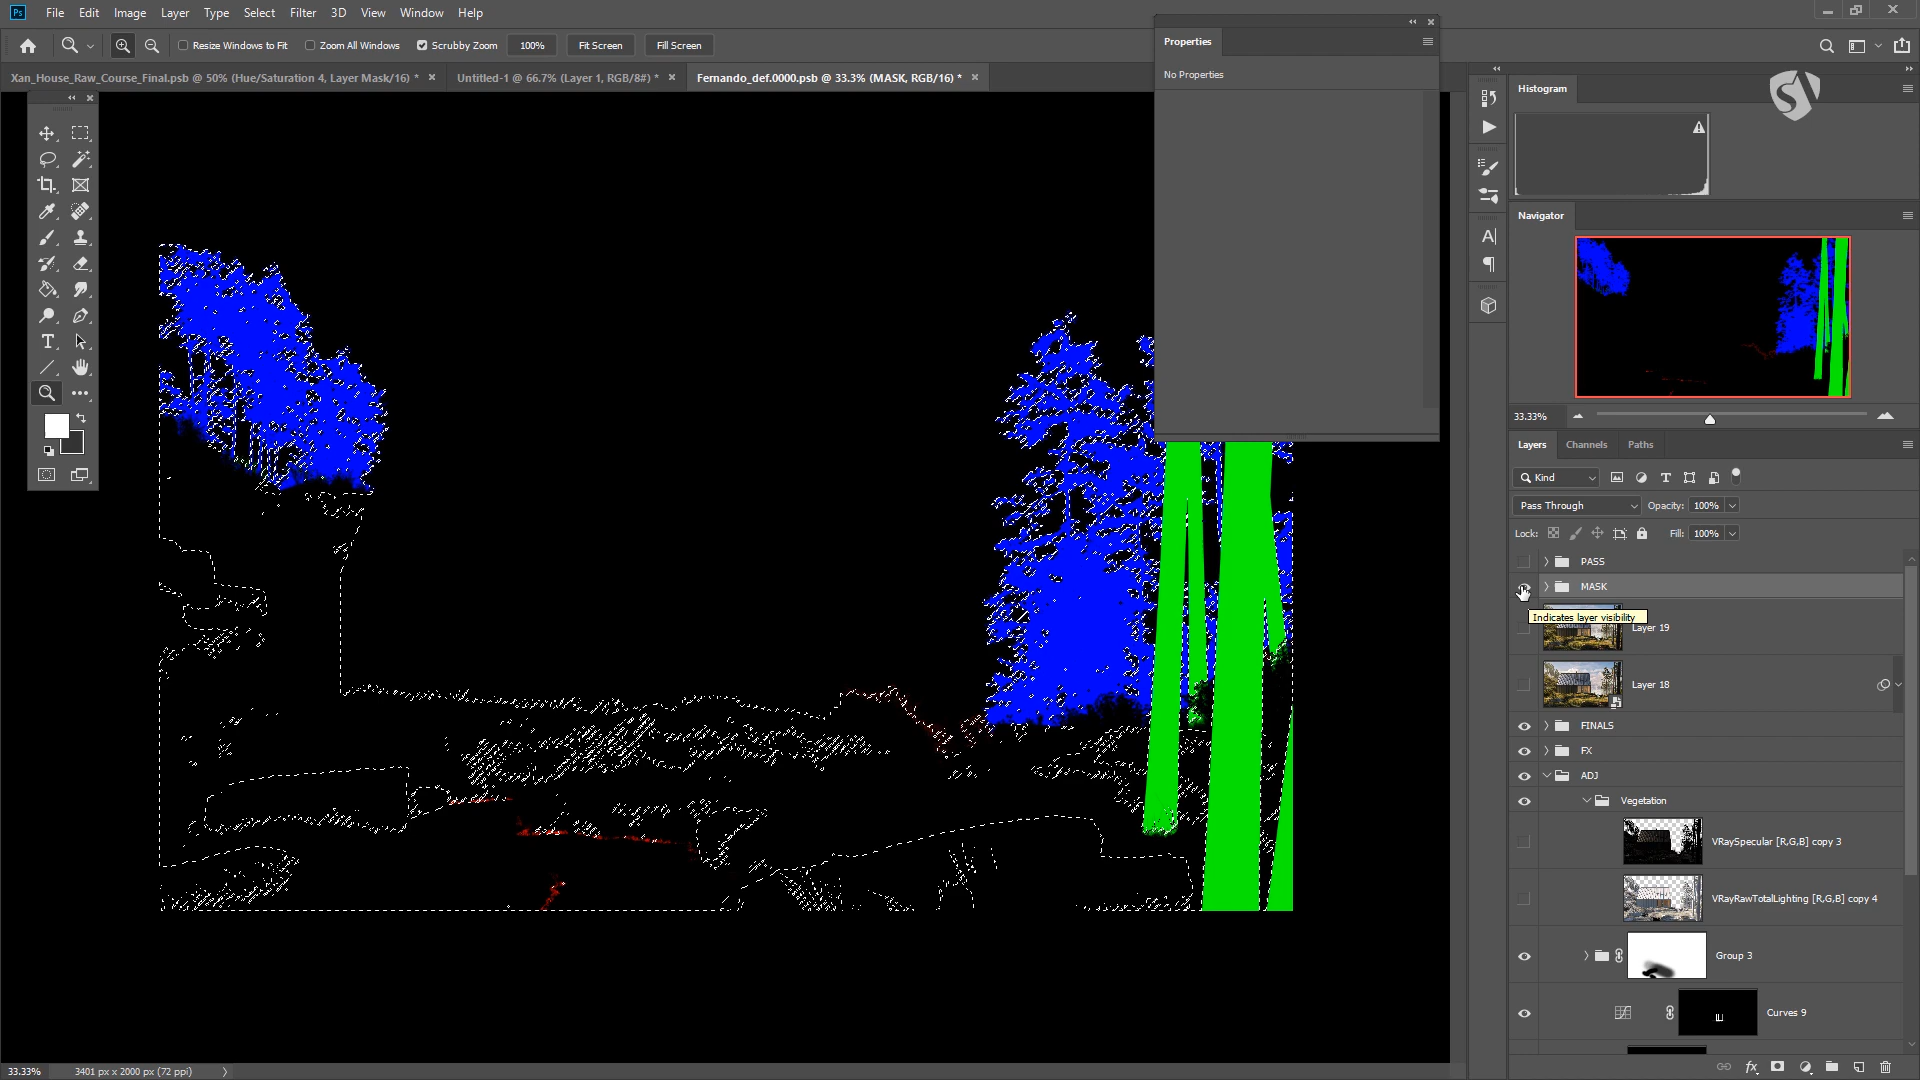 Ps File Edit Image Layer Type Select Filter 3D View Window Help
Resize Windows to Fit Zoom All Windows Scrubby Zoom 100% Fit Screen Fill Screen
Xan_House_Raw_Course_Final.psb @ 50% (Hue/Saturation 4, Layer Mask/16) * Untitled-1 @ 66.7% (Layer 1, RGB/8#) * Fernando_def.0000.psb @ 33.3% (MASK, RGB/16) *
Properties
No Properties
Histogram
Navigator
33.33%
Layers Channels Paths
Kind
Pass Through Opacity: 100%
Lock: Fill: 100%
PASS
MASK
Indicates layer visibility
Layer 19
Layer 18
FINALS
FX
ADJ
Vegetation
VRaySpecular [R,G,B] copy 3
VRayRawTotalLighting [R,G,B] copy 4
Group 3
Curves 9
33.33% 3401 px x 2000 px (72 ppi)